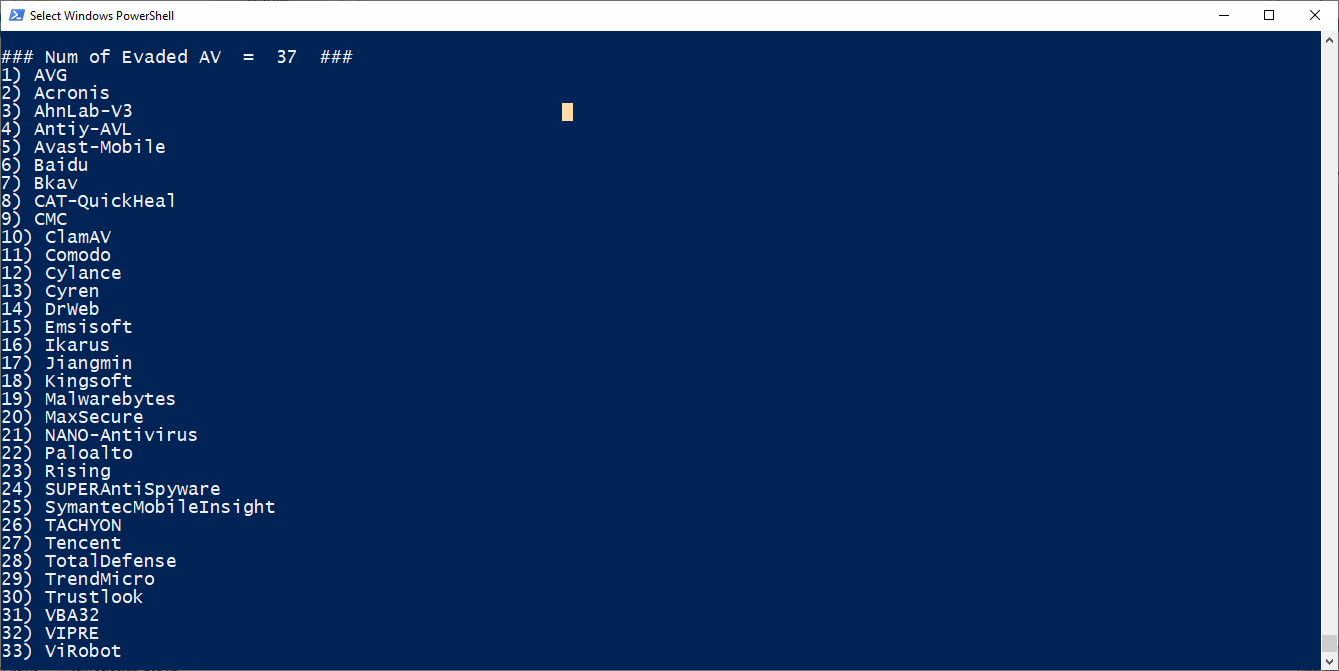 Select Windows PowerShell
### Num of Evaded AV  =  37  ###
1) AVG
2) Acronis
3) AhnLab-V3
4) Antiy-AVL
5) Avast-Mobile
6) Baidu
7) Bkav
8) CAT-QuickHeal
9) CMC
10) ClamAV
11) Comodo
12) Cylance
13) Cyren
14) DrWeb
15) Emsisoft
16) Ikarus
17) Jiangmin
18) Kingsoft
19) Malwarebytes
20) MaxSecure
21) NANO-Antivirus
22) Paloalto
23) Rising
24) SUPERAntiSpyware
25) SymantecMobileInsight
26) TACHYON
27) Tencent
28) TotalDefense
29) TrendMicro
30) Trustlook
31) VBA32
32) VIPRE
33) ViRobot